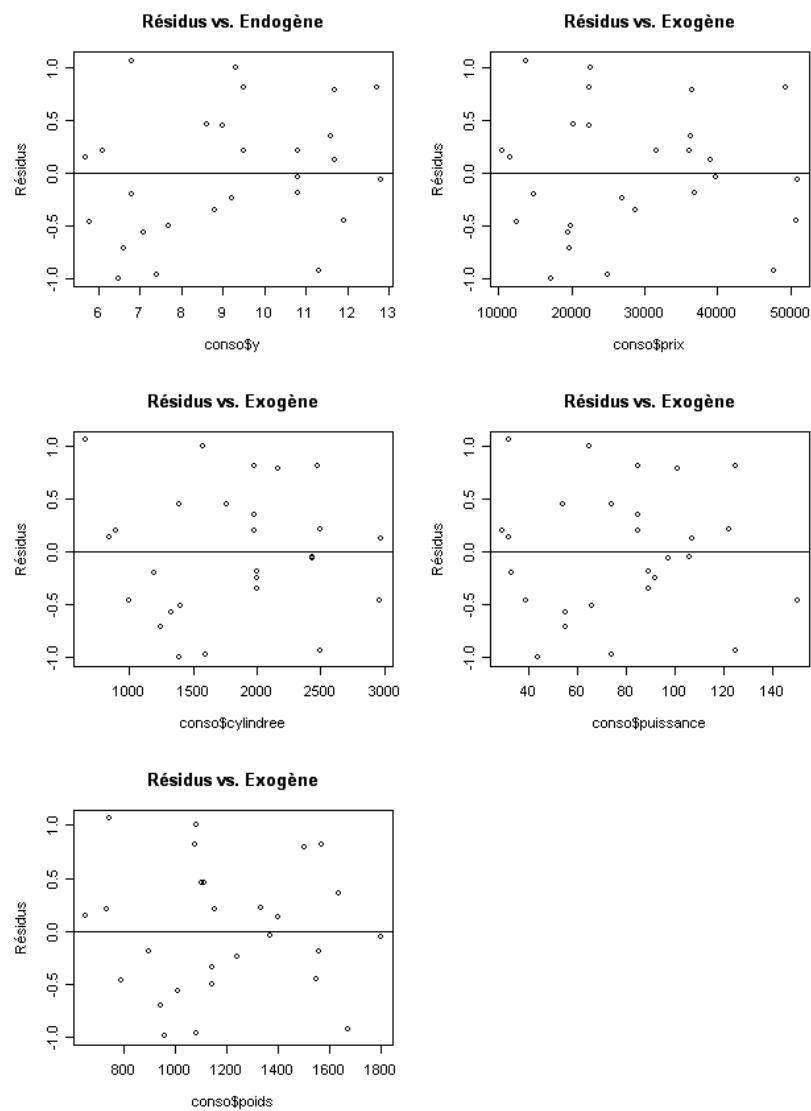 Résidus vs. Endogène
Résidus
1.0
0.5
0.0
-0.5
-1.0
6 7 8 9 10 11 12 13
conso$y
Résidus vs. Exogène
Résidus
1.0
0.5
0.0
-0.5
-1.0
10000 20000 30000 40000 50000
conso$prix
Résidus vs. Exogène
Résidus
1.0
0.5
0.0
-0.5
-1.0
1000 1500 2000 2500 3000
conso$cylindree
Résidus vs. Exogène
Résidus
1.0
0.5
0.0
-0.5
-1.0
40 60 80 100 120 140
conso$puissance
Résidus vs. Exogène
Résidus
1.0
0.5
0.0
-0.5
-1.0
800 1000 1200 1400 1600 1800
conso$poids